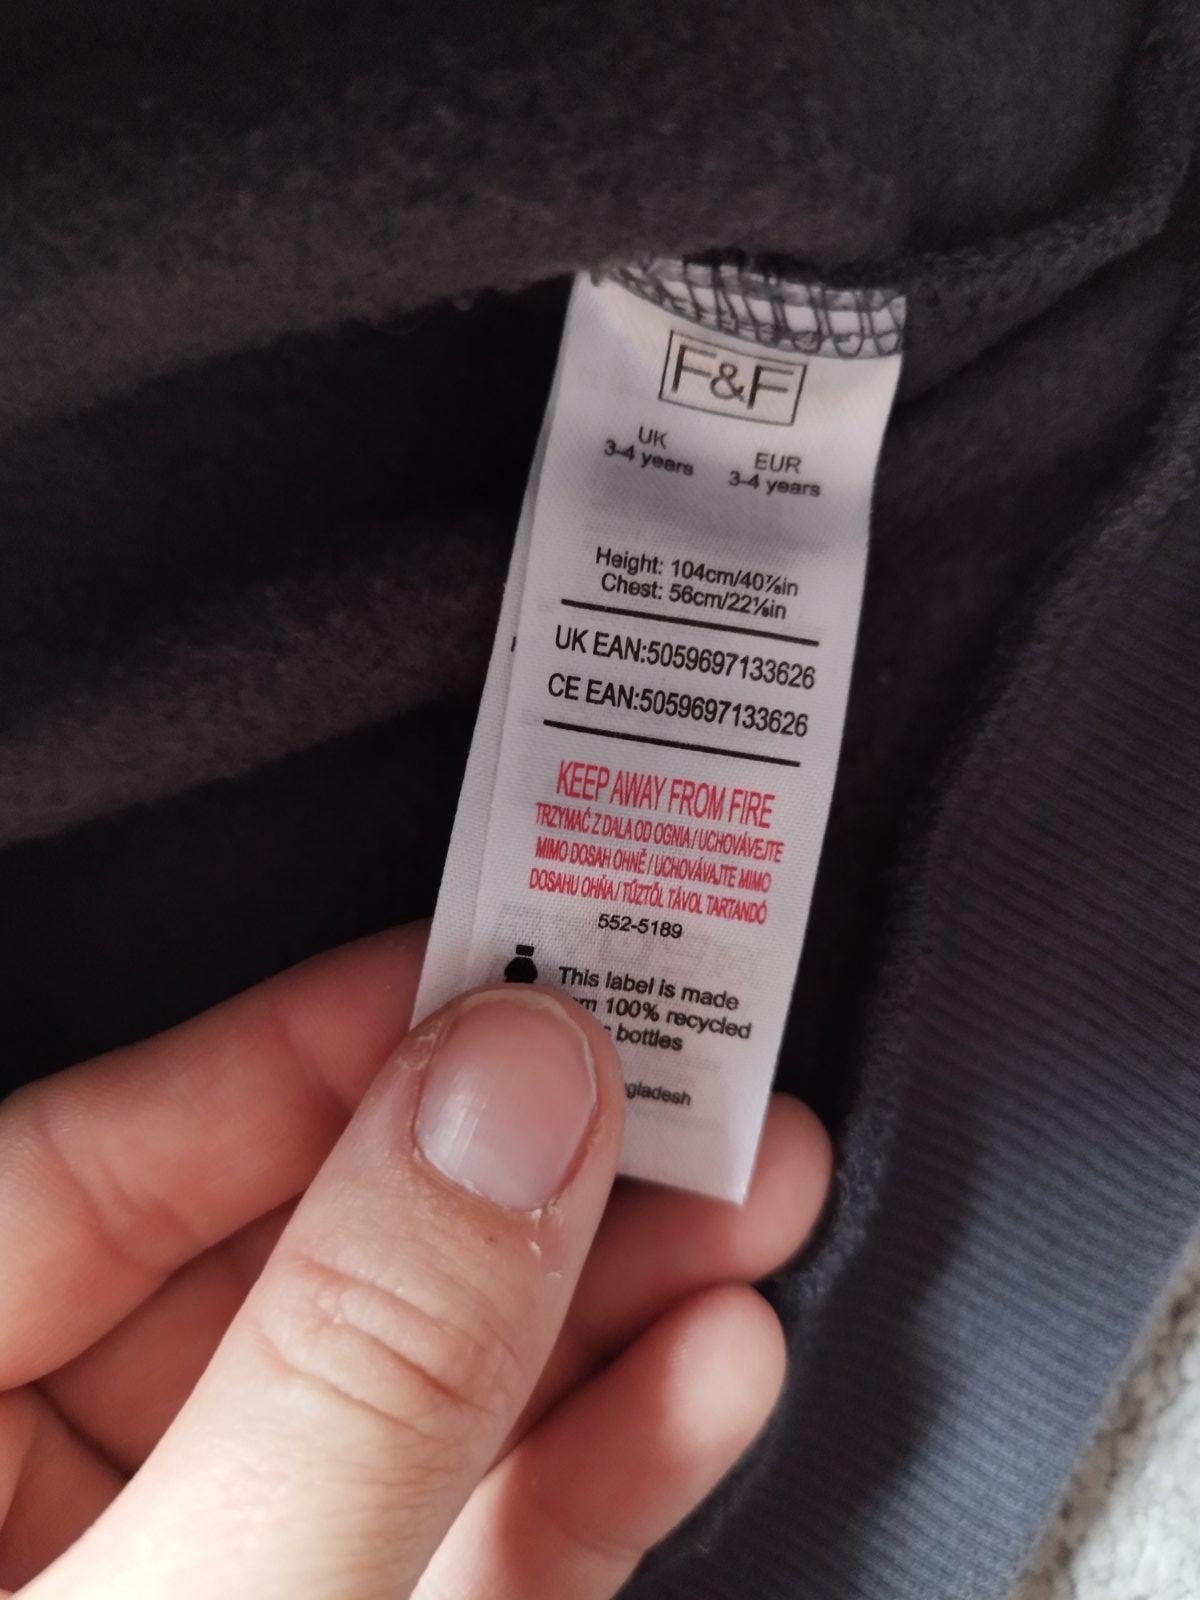 F&F
UK
3-4 years
EUR
3-4 years
Height: 104cm/40⅞in
Chest: 56cm/22⅛in
UK EAN:5059697133626
CE EAN:5059697133626
KEEP AWAY FROM FIRE
TRZYMAĆ Z DALA OD OGNIA / UCHOVÁVEJTE
MIMO DOSAH OHNĚ / UCHOVÁVAJTE MIMO
DOSAHU OHŇA / TŰZTŐL TÁVOL TARTANDÓ
552-5189
This label is made
100% recycled
bottles